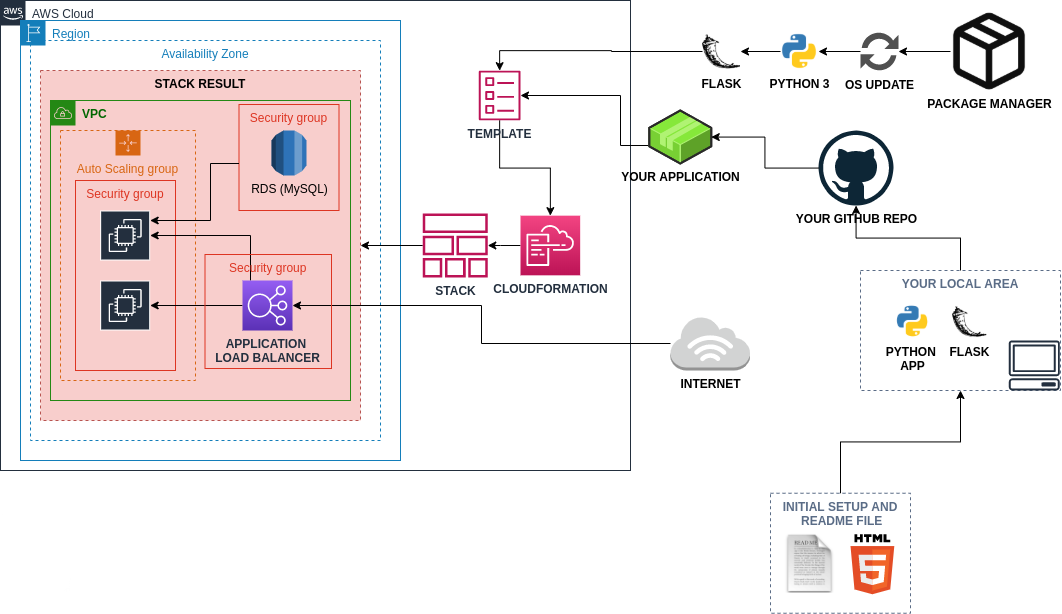 aws
AWS Cloud
Region
Availability Zone
STACK RESULT
VPC
Security group
RDS (MySQL)
Auto Scaling group
Security group
Security group
APPLICATION
LOAD BALANCER
TEMPLATE
STACK
CLOUDFORMATION
FLASK
PYTHON 3
OS UPDATE
PACKAGE MANAGER
YOUR APPLICATION
YOUR GITHUB REPO
INTERNET
YOUR LOCAL AREA
PYTHON
APP
FLASK
INITIAL SETUP AND
README FILE
READ ME
HTML
5